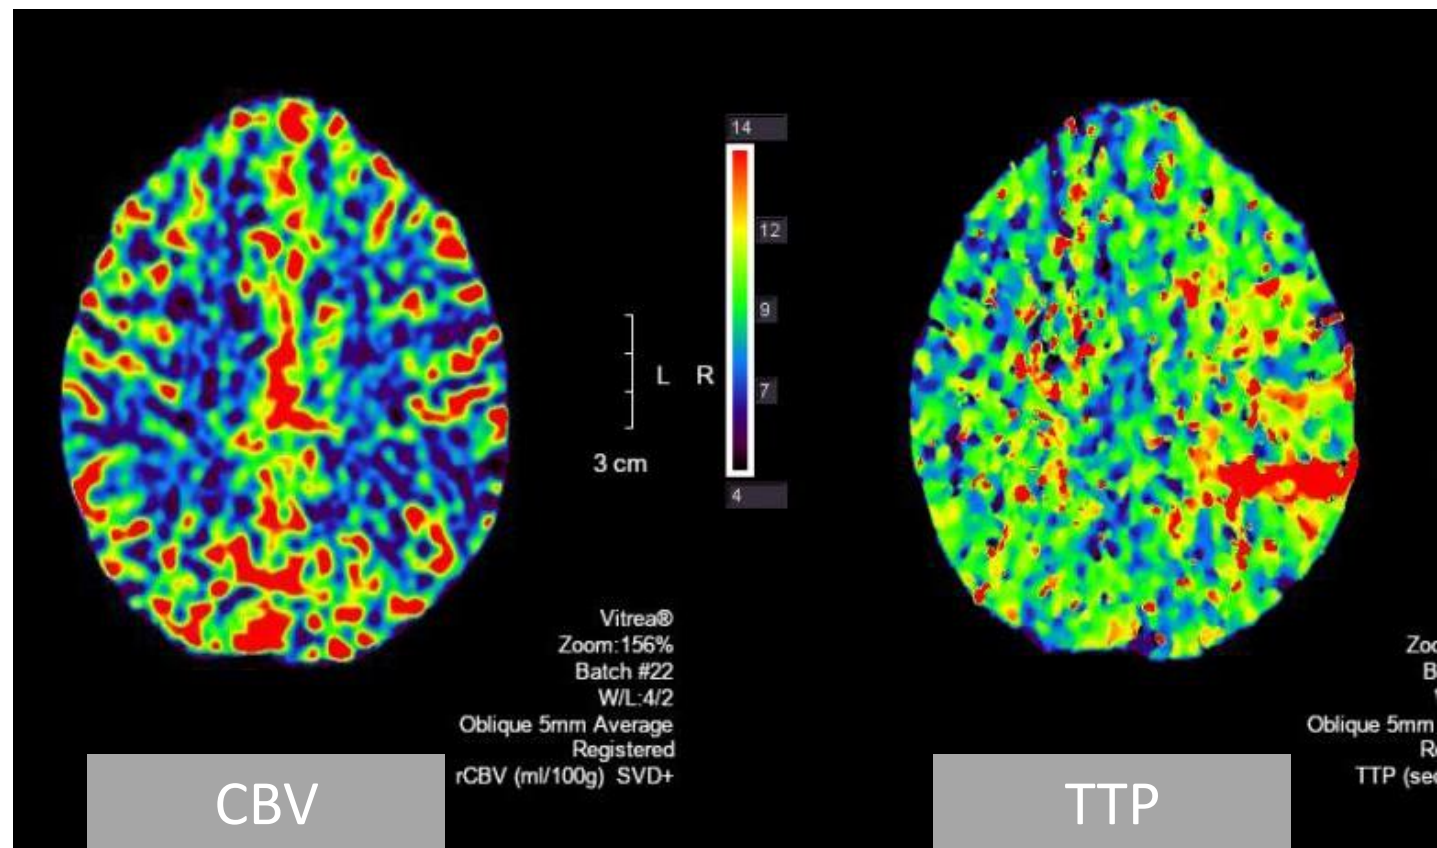 14
12
9
L R
7
3 cm
4
Vitrea®
Zoom:156%
Batch #22
W/L:4/2
Oblique 5mm Average
Registered
rCBV (ml/100g) SVD+
CBV
Oblique 5mm
TTP